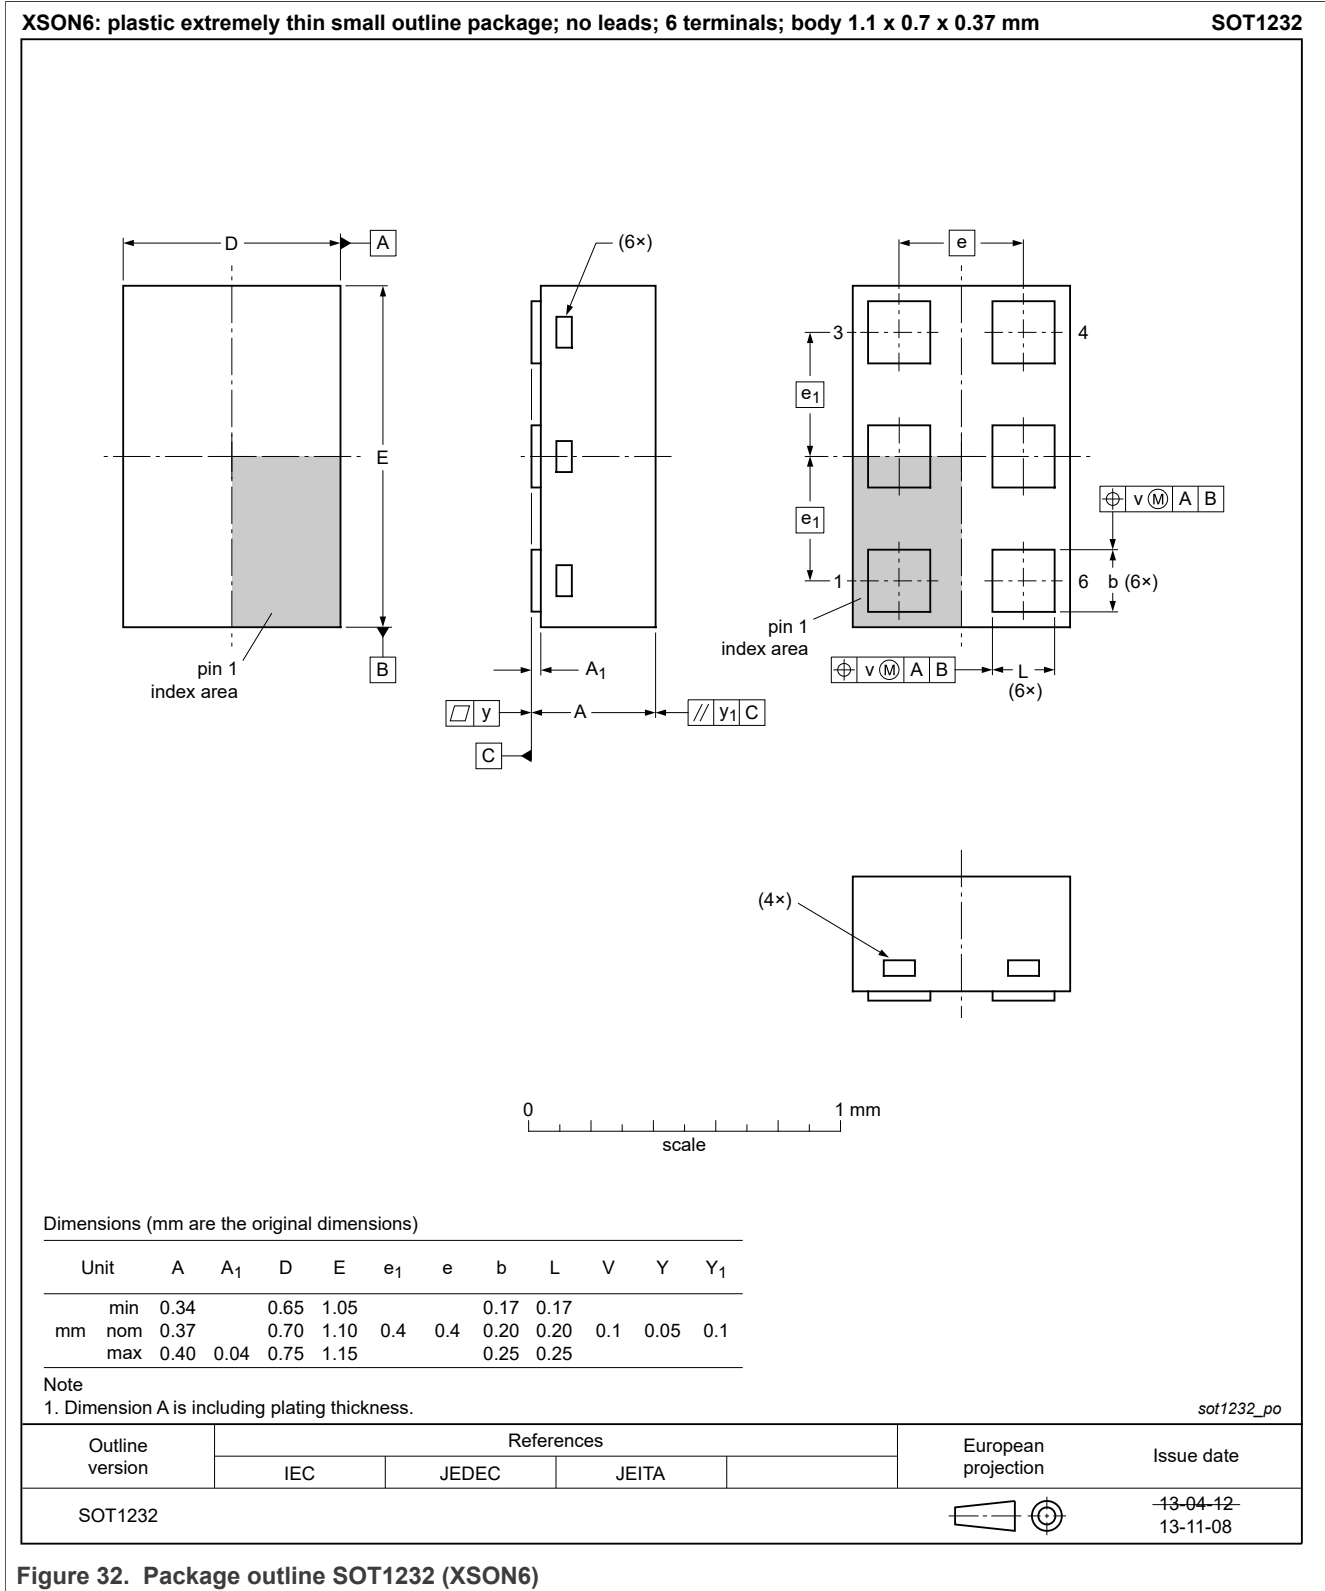 XSON6: plastic extremely thin small outline package; no leads; 6 terminals; body 1.1 x 0.7 x 0.37 mm SOT1232
D A (6×) e
3 4
e1
E
e1
v M A B
1 6 b (6×)
pin 1
index area
pin 1
index area
B A1 v M A B L
(6×)
y A // y1 C
C
(4×)
0 1 mm
scale
Dimensions (mm are the original dimensions)
Unit A A1 D E e1 e b L V Y Y1
min 0.34 0.65 1.05 0.17 0.17
mm nom 0.37 0.70 1.10 0.4 0.4 0.20 0.20 0.1 0.05 0.1
max 0.40 0.04 0.75 1.15 0.25 0.25
Note
1. Dimension A is including plating thickness. sot1232_po
Outline
version
References
IEC JEDEC JEITA
European
projection
Issue date
SOT1232
13-04-12
13-11-08
Figure 32. Package outline SOT1232 (XSON6)